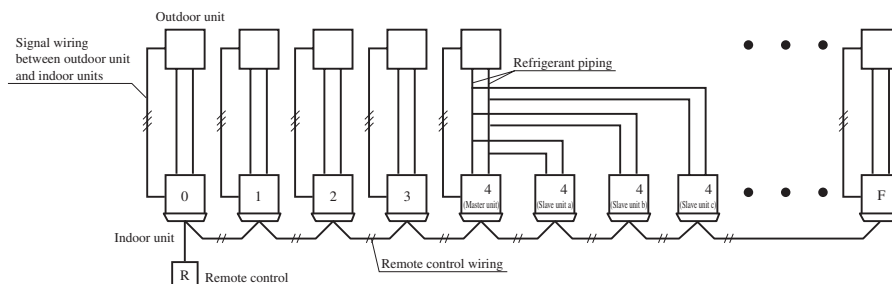 Outdoor unit
Signal wiring
between outdoor unit
and indoor units
Refrigerant piping
0
1
2
3
4
(Master unit)
4
(Slave unit a)
4
(Slave unit b)
4
(Slave unit c)
F
Indoor unit
Remote control wiring
R
Remote control